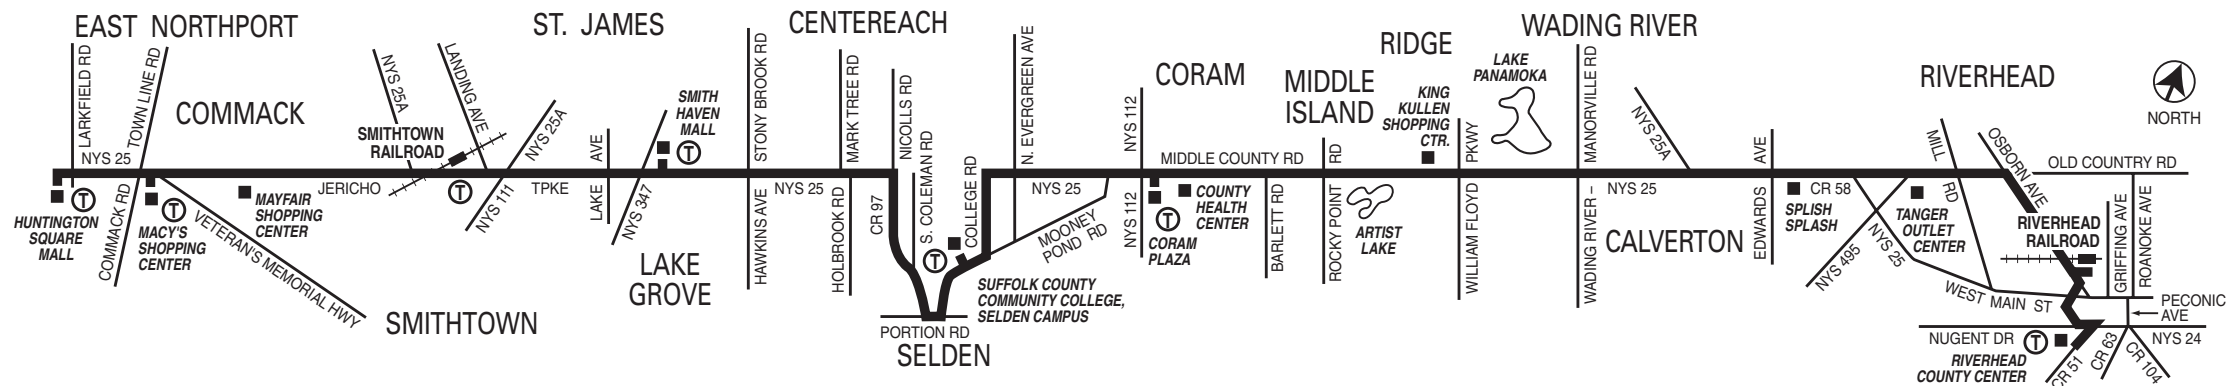 EAST NORTHPORT
LARKFIELD RD
TOWN LINE RD
NYS 25
COMMACK
HUNTINGTON
SQUARE
MALL
COMMACK RD
T
MACY'S
SHOPPING
CENTER
T
VETERAN'S MEMORIAL HWY
MAYFAIR
SHOPPING
CENTER
JERICHO
NYS 25A
SMITHTOWN
RAILROAD
LANDING AVE
T
NYS 25A
NYS 111
TPKE
SMITHTOWN
ST. JAMES
LAKE
AVE
NYS 347
SMITH
HAVEN
MALL
T
LAKE
GROVE
STONY BROOK RD
HAWKINS AVE
CENTEREACH
NYS 25
MARK TREE RD
HOLBROOK RD
NICOLLS RD
CR 97
S. COLEMAN RD
COLLEGE RD
T
PORTION RD
SELDEN
SUFFOLK COUNTY
COMMUNITY COLLEGE,
SELDEN CAMPUS
N. EVERGREEN AVE
NYS 25
MOONEY
POND RD
NYS 112
NYS 112
CORAM
T
CORAM
PLAZA
COUNTY
HEALTH
CENTER
MIDDLE COUNTY RD
BARLETT RD
MIDDLE
ISLAND
ROCKY POINT
RD
ARTIST
LAKE
RIDGE
KING
KULLEN
SHOPPING
CTR.
WILLIAM FLOYD
PKWY
LAKE
PANAMOKA
WADING RIVER
WADING RIVER –
MANORVILLE RD
NYS 25
NYS 25A
CALVERTON
EDWARDS
AVE
SPLISH
SPLASH
CR 58
NYS 495
NYS 25
TANGER
OUTLET
CENTER
MILL
RD
RIVERHEAD
OSBORN AVE
OLD COUNTRY RD
RIVERHEAD
RAILROAD
GRIFFING AVE
ROANOKE AVE
WEST MAIN ST
PECONIC
AVE
NUGENT DR
T
NYS 24
RIVERHEAD
COUNTY CENTER
CR 51
CR 63
CR 104
NORTH